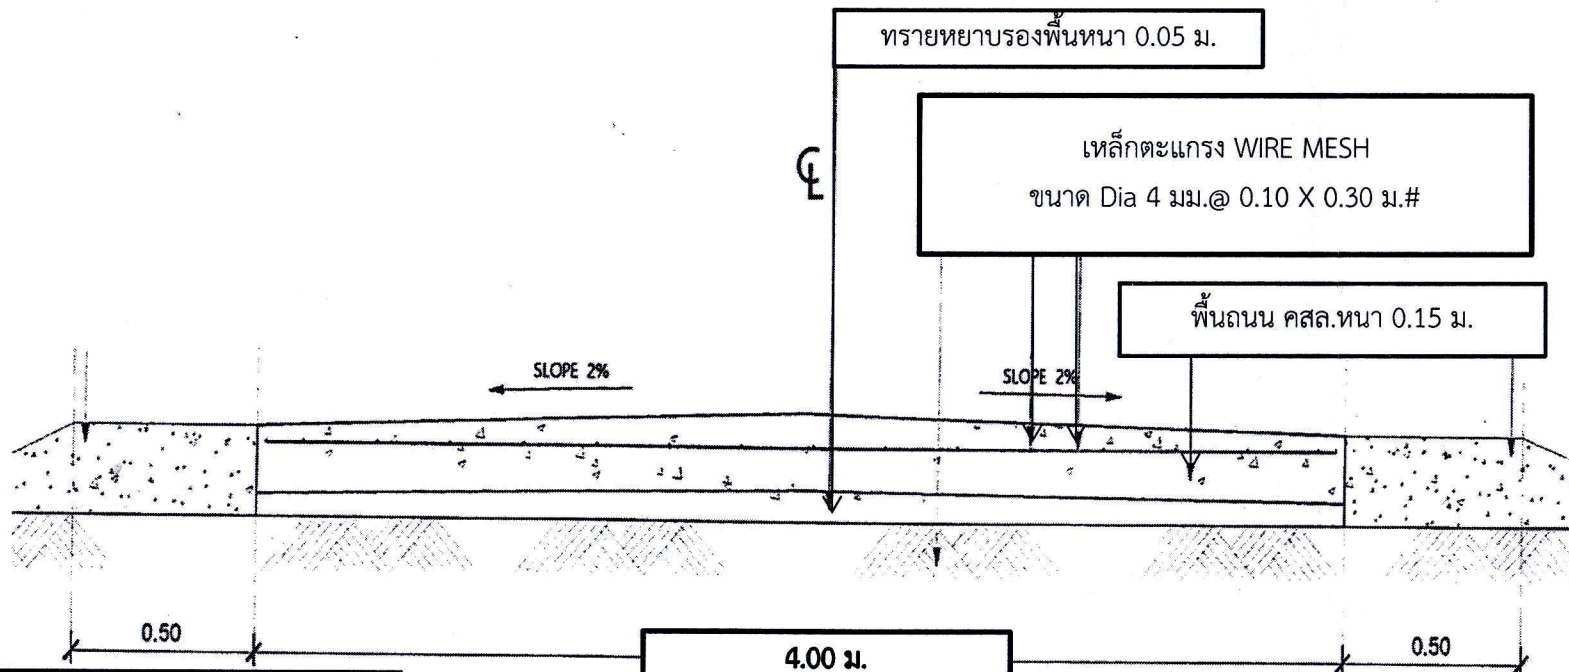 ทรายหยาบรองพื้นหนา 0.05 ม.
เหล็กตะแกรง WIRE MESH
ขนาด Dia 4 มม.@ 0.10 X 0.30 ม.#
℄
พื้นถนน คสล.หนา 0.15 ม.
SLOPE 2%
SLOPE 2%
0.50
4.00 ม.
0.50